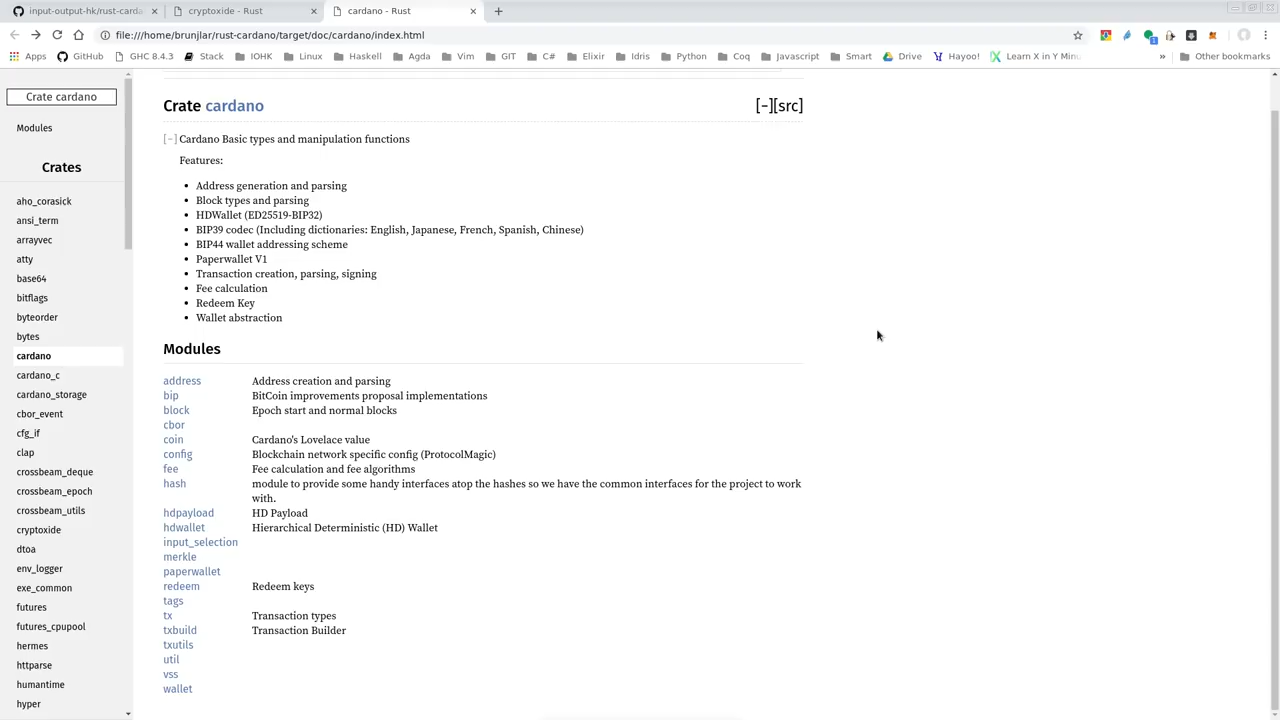 input-output-hk/rust-carda
cryptoxide - Rust
cardano - Rust
file:///home/brunjlar/rust-cardano/target/doc/cardano/index.html
Apps GitHub GHC 8.4.3 Stack IOHK Linux Haskell Agda Vim GIT C# Elixir Idris Python Coq Javascript Smart Drive Hayoo! Learn X in Y Minu » Other bookmarks
Crate cardano
Modules
Crates
aho_corasick
ansi_term
arrayvec
atty
base64
bitflags
byteorder
bytes
cardano
cardano_c
cardano_storage
cbor_event
cfg_if
clap
crossbeam_deque
crossbeam_epoch
crossbeam_utils
cryptoxide
dtoa
env_logger
exe_common
futures
futures_cpupool
hermes
httparse
humantime
hyper
Crate cardano [-][src]
[-] Cardano Basic types and manipulation functions
Features:
• Address generation and parsing
• Block types and parsing
• HDWallet (ED25519-BIP32)
• BIP39 codec (Including dictionaries: English, Japanese, French, Spanish, Chinese)
• BIP44 wallet addressing scheme
• Paperwallet V1
• Transaction creation, parsing, signing
• Fee calculation
• Redeem Key
• Wallet abstraction
Modules
address Address creation and parsing
bip BitCoin improvements proposal implementations
block Epoch start and normal blocks
cbor
coin Cardano's Lovelace value
config Blockchain network specific config (ProtocolMagic)
fee Fee calculation and fee algorithms
hash module to provide some handy interfaces atop the hashes so we have the common interfaces for the project to work
with.
hdpayload HD Payload
hdwallet Hierarchical Deterministic (HD) Wallet
input_selection
merkle
paperwallet
redeem Redeem keys
tags
tx Transaction types
txbuild Transaction Builder
txutils
util
vss
wallet